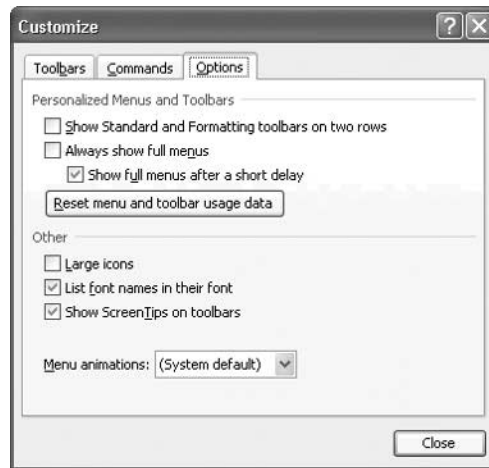 Customize
Toolbars Commands Options
Personalized Menus and Toolbars
Show Standard and Formatting toolbars on two rows
Always show full menus
Show full menus after a short delay
Reset menu and toolbar usage data
Other
Large icons
List font names in their font
Show ScreenTips on toolbars
Menu animations: (System default)
Close